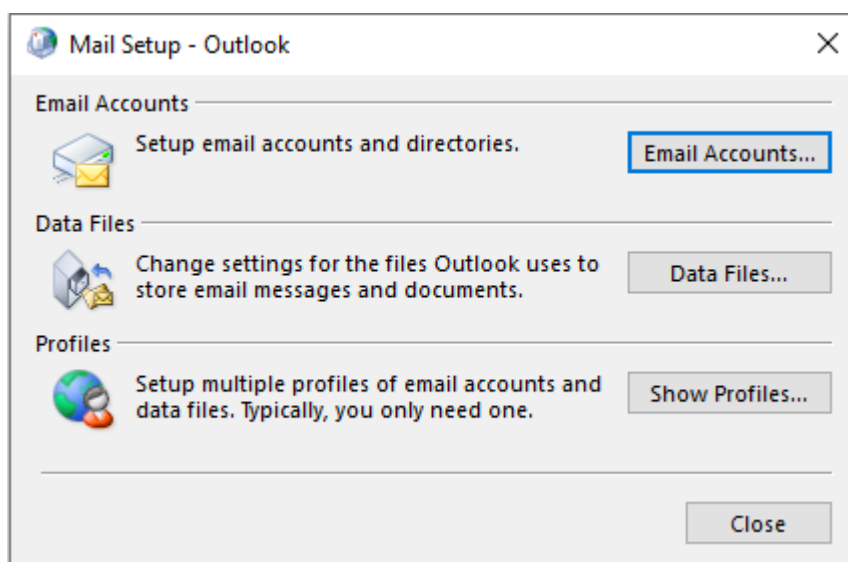 Mail Setup - Outlook
Email Accounts
Setup email accounts and directories.
Email Accounts...
Data Files
Change settings for the files Outlook uses to
store email messages and documents.
Data Files...
Profiles
Setup multiple profiles of email accounts and
data files. Typically, you only need one.
Show Profiles...
Close